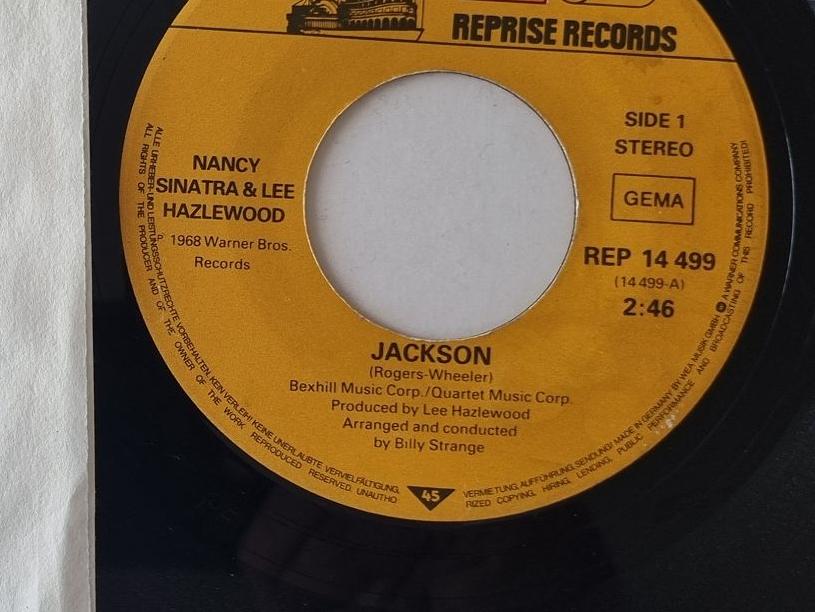 REPRISE RECORDS
SIDE 1
STEREO
NANCY
SINATRA & LEE
HAZLEWOOD
GEMA
℗ 1968 Warner Bros.
Records
REP 14 499
(14 499-A)
2:46
JACKSON
(Rogers-Wheeler)
Bexhill Music Corp./Quartet Music Corp.
Produced by Lee Hazlewood
Arranged and conducted
by Billy Strange
45
ALLE URHEBER- UND LEISTUNGSSCHUTZRECHTE VORBEHALTEN, KEIN VERLEIH! KEINE UNERLAUBTE VERVIELFÄLTIGUNG, VERMIETUNG, AUFFÜHRUNG, SENDUNG! MADE IN GERMANY BY WEA MUSIK GMBH A WARNER COMMUNICATIONS COMPANY
ALL RIGHTS OF THE PRODUCER AND OF THE OWNER OF THE WORK REPRODUCED RESERVED. UNAUTHORIZED COPYING, HIRING, LENDING, PUBLIC PERFORMANCE AND BROADCASTING OF THIS RECORD PROHIBITED!